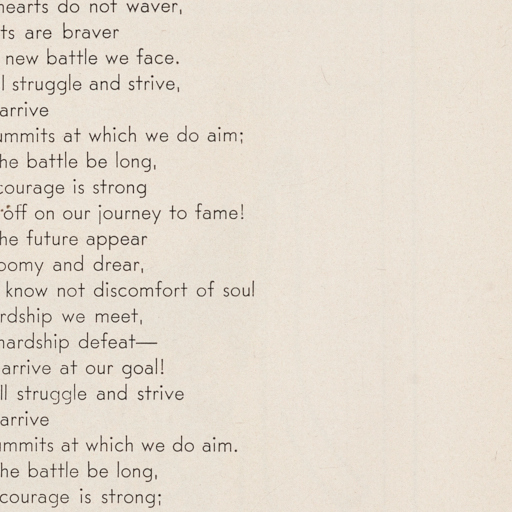 hearts do not waver,
ts are braver
new battle we face.
l struggle and strive,
arrive
ummits at which we do aim;
he battle be long,
courage is strong
off on our journey to fame!
he future appear
oomy and drear,
know not discomfort of soul
rdship we meet,
hardship defeat—
arrive at our goal!
ll struggle and strive
arrive
ummits at which we do aim.
he battle be long,
courage is strong;